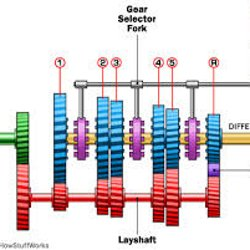 Gear
Selector
Fork
1
2
3
4
5
R
DIFFE
Layshaft
HowStuffWorks